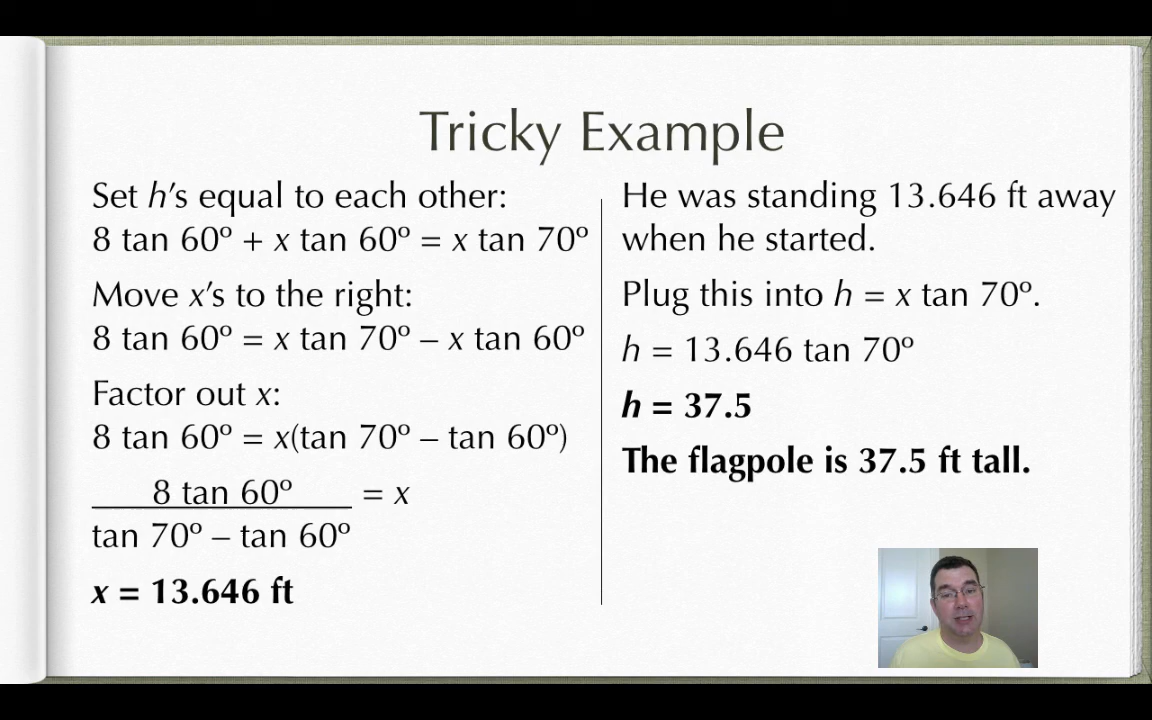 Tricky Example
Set h’s equal to each other:
8 tan 60º + x tan 60º = x tan 70º
Move x’s to the right:
8 tan 60º = x tan 70º – x tan 60º
Factor out x:
8 tan 60º = x(tan 70º – tan 60º)
8 tan 60º = x
tan 70º – tan 60º
x = 13.646 ft
He was standing 13.646 ft away
when he started.
Plug this into h = x tan 70º.
h = 13.646 tan 70º
h = 37.5
The flagpole is 37.5 ft tall.